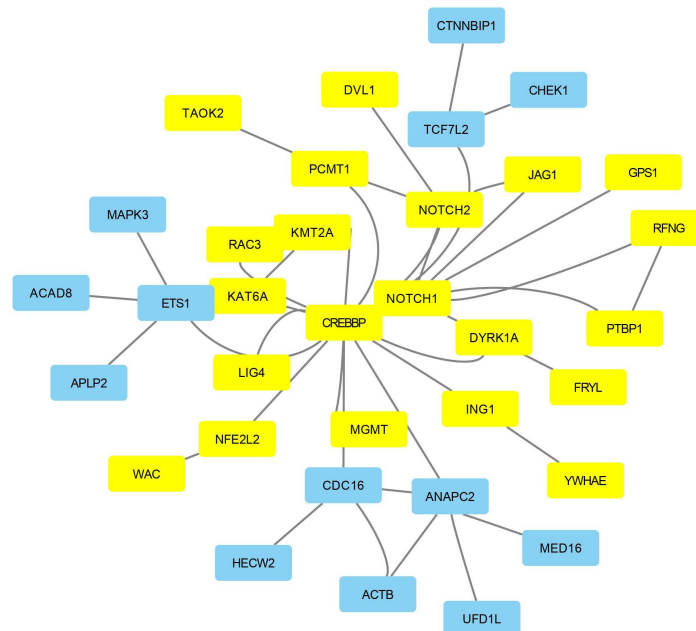 CTNNBIP1
DVL1
CHEK1
TAOK2
TCF7L2
PCMT1
JAG1
GPS1
NOTCH2
MAPK3
KMT2A
RFNG
RAC3
ACAD8
ETS1
KAT6A
NOTCH1
CREBBP
PTBP1
DYRK1A
LIG4
APLP2
FRYL
ING1
MGMT
NFE2L2
WAC
YWHAE
CDC16
ANAPC2
MED16
HECW2
ACTB
UFD1L